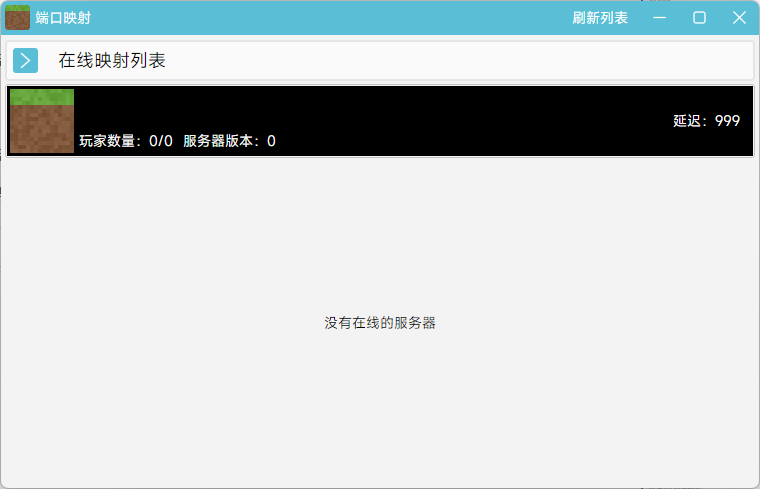 端口映射 刷新列表
在线映射列表
延迟：999
玩家数量：0/0 服务器版本：0
没有在线的服务器